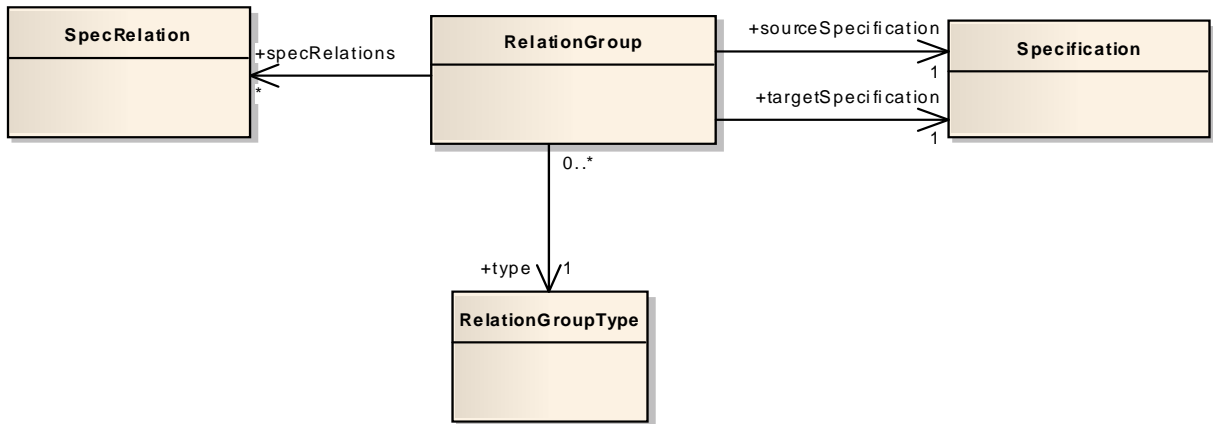 SpecRelation
+specRelations
*
RelationGroup
+sourceSpecification
1
+targetSpecification
1
Specification
0..*
+type
1
RelationGroupType